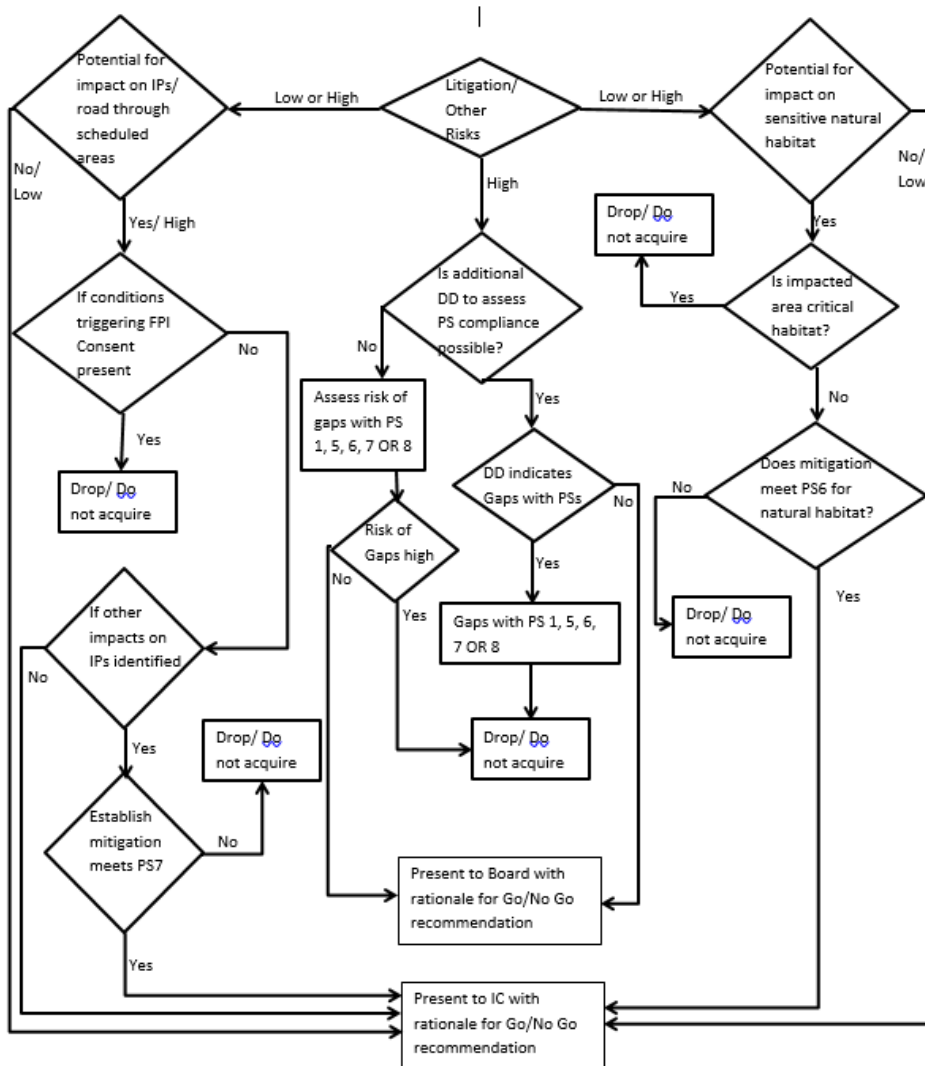 Potential for
impact on IPs/
road through
scheduled
areas
Low or High
Litigation/
Other
Risks
Low or High
Potential for
impact on
sensitive natural
habitat
No/
Low
No/
Low
Yes/ High
High
Drop/ Do
not acquire
Yes
If conditions
triggering FPI
Consent
present
No
Is additional
DD to assess
PS compliance
possible?
Yes
Is impacted
area critical
habitat?
No
Assess risk of
gaps with PS
1, 5, 6, 7 OR 8
Yes
No
Yes
Drop/ Do
not acquire
DD indicates
Gaps with PSs
No
No
Does mitigation
meet PS6 for
natural habitat?
Risk of
Gaps high
No
Yes
Yes
If other
impacts on
IPs identified
No
Yes
Gaps with PS 1, 5, 6,
7 OR 8
Drop/ Do
not acquire
Yes
Drop/ Do
not acquire
Drop/ Do
not acquire
Establish
mitigation
meets PS7
No
Present to Board with
rationale for Go/No Go
recommendation
Yes
Present to IC with
rationale for Go/No Go
recommendation